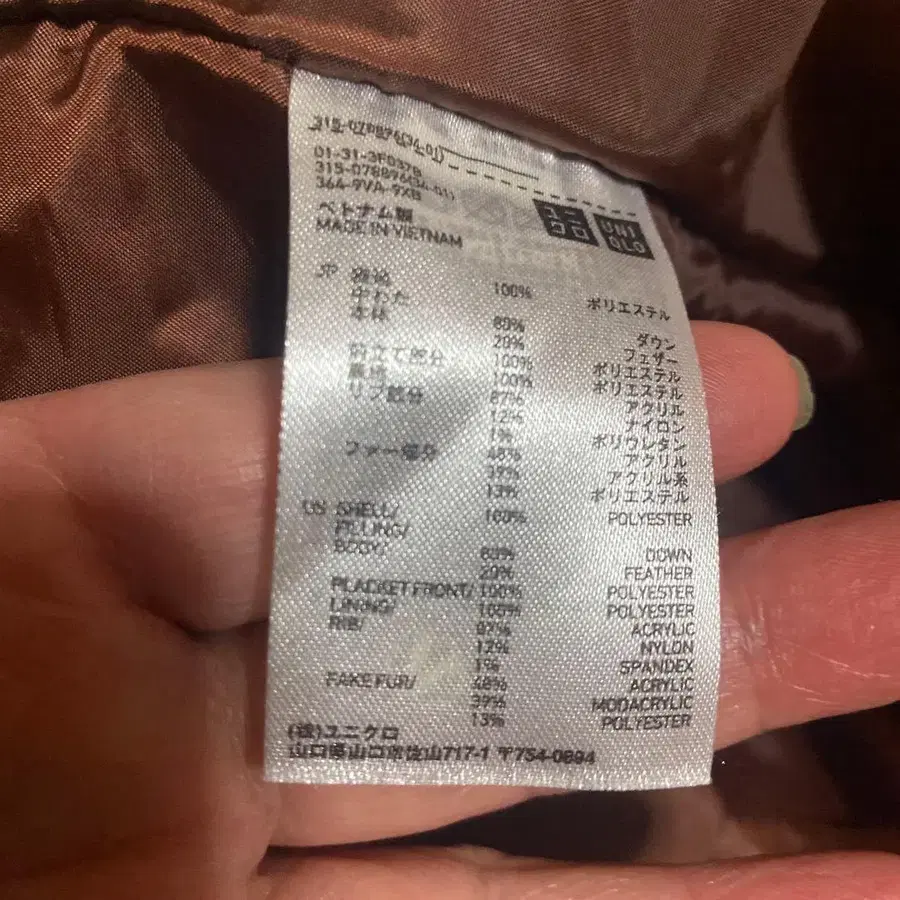 315-078896(34-01)
01-31-3F037B
315-078896(34-01)
364-9VA-9XB
ユニクロ UNIQLO
ベトナム製
MADE IN VIETNAM
JP 表地 100% ポリエステル
中わた
本体 80% ダウン
20% フェザー
前立て部分 100% ポリエステル
裏地 100% ポリエステル
リブ部分 87% アクリル
12% ナイロン
1% ポリウレタン
ファー部分 48% アクリル
39% アクリル系
13% ポリエステル
US SHELL/ 100% POLYESTER
FILLING/
BODY/ 80% DOWN
20% FEATHER
PLACKET FRONT/ 100% POLYESTER
LINING/ 100% POLYESTER
RIB/ 87% ACRYLIC
12% NYLON
1% SPANDEX
FAKE FUR/ 48% ACRYLIC
39% MODACRYLIC
13% POLYESTER
(株)ユニクロ
山口県山口市佐山717-1 〒754-0894